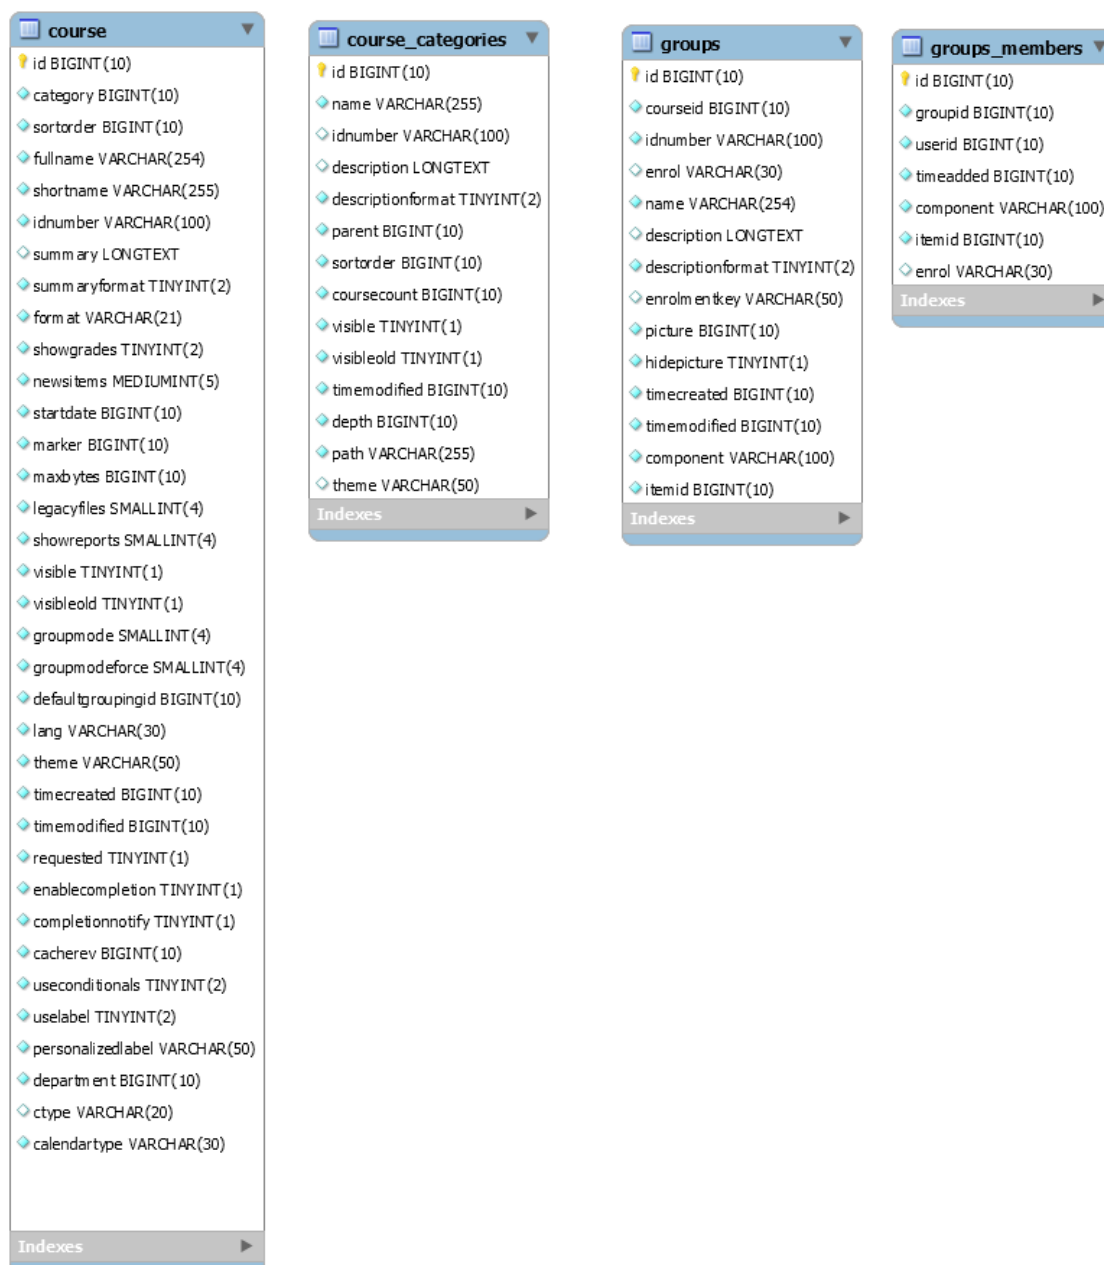 course
id BIGINT(10)
category BIGINT(10)
sortorder BIGINT(10)
fullname VARCHAR(254)
shortname VARCHAR(255)
idnumber VARCHAR(100)
summary LONGTEXT
summaryformat TINYINT(2)
format VARCHAR(21)
showgrades TINYINT(2)
newsitems MEDIUMINT(5)
startdate BIGINT(10)
marker BIGINT(10)
maxbytes BIGINT(10)
legacyfiles SMALLINT(4)
showreports SMALLINT(4)
visible TINYINT(1)
visibleold TINYINT(1)
groupmode SMALLINT(4)
groupmodeforce SMALLINT(4)
defaultgroupingid BIGINT(10)
lang VARCHAR(30)
theme VARCHAR(50)
timecreated BIGINT(10)
timemodified BIGINT(10)
requested TINYINT(1)
enablecompletion TINYINT(1)
completionnotify TINYINT(1)
cacherev BIGINT(10)
useconditionals TINYINT(2)
uselabel TINYINT(2)
personalizedlabel VARCHAR(50)
department BIGINT(10)
ctype VARCHAR(20)
calendartype VARCHAR(30)
Indexes
course_categories
id BIGINT(10)
name VARCHAR(255)
idnumber VARCHAR(100)
description LONGTEXT
descriptionformat TINYINT(2)
parent BIGINT(10)
sortorder BIGINT(10)
coursecount BIGINT(10)
visible TINYINT(1)
visibleold TINYINT(1)
timemodified BIGINT(10)
depth BIGINT(10)
path VARCHAR(255)
theme VARCHAR(50)
Indexes
groups
id BIGINT(10)
courseid BIGINT(10)
idnumber VARCHAR(100)
enrol VARCHAR(30)
name VARCHAR(254)
description LONGTEXT
descriptionformat TINYINT(2)
enrolmentkey VARCHAR(50)
picture BIGINT(10)
hidepicture TINYINT(1)
timecreated BIGINT(10)
timemodified BIGINT(10)
component VARCHAR(100)
itemid BIGINT(10)
Indexes
groups_members
id BIGINT(10)
groupid BIGINT(10)
userid BIGINT(10)
timeadded BIGINT(10)
component VARCHAR(100)
itemid BIGINT(10)
enrol VARCHAR(30)
Indexes